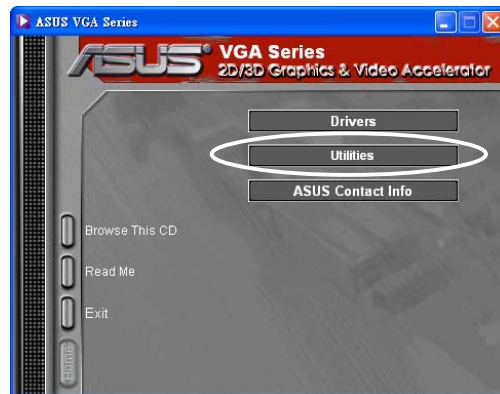 ASUS VGA Series
ASUS VGA Series
2D/3D Graphics & Video Accelerator
Drivers
Utilities
ASUS Contact Info
Browse This CD
Read Me
Exit
Home